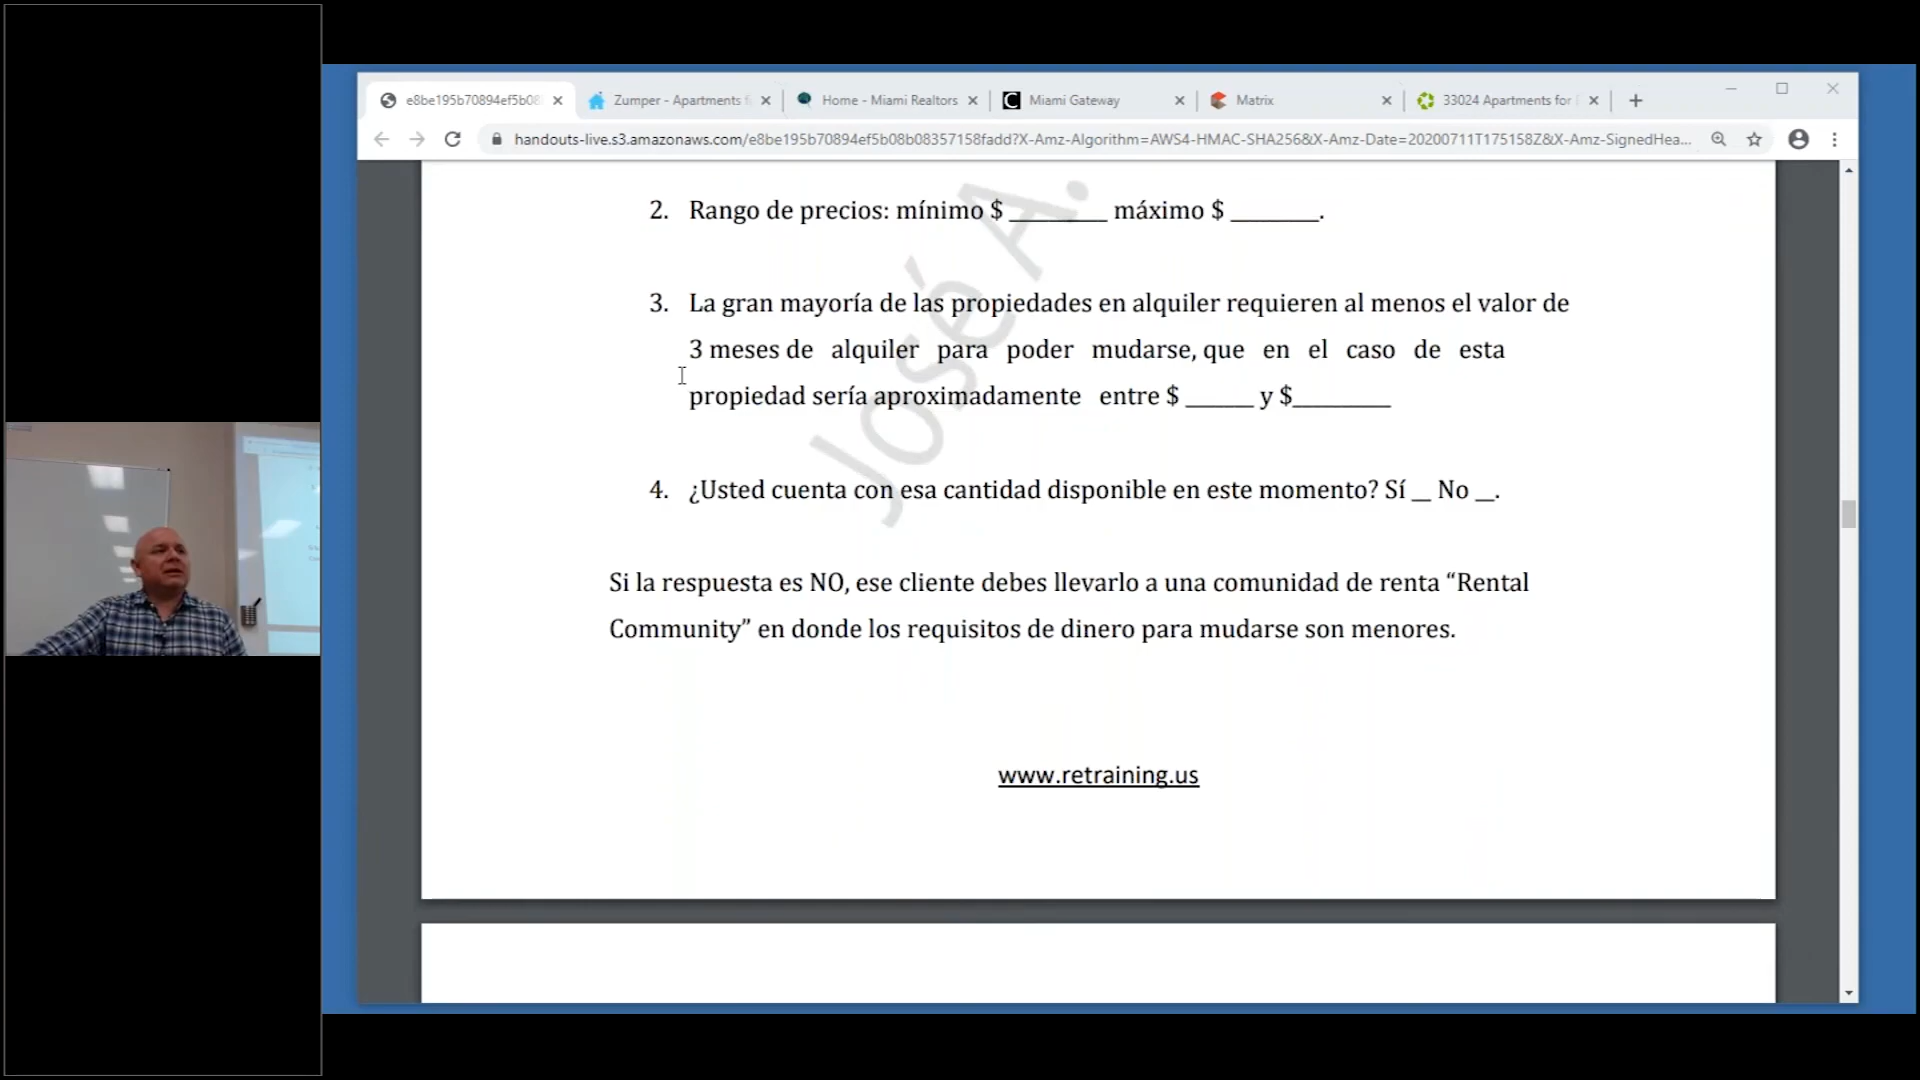 e8be195b70894ef5b08
Zumper - Apartments f
Home - Miami Realtors
Miami Gateway
Matrix
33024 Apartments for
handouts-live.s3.amazonaws.com/e8be195b70894ef5b08b08357158fadd?X-Amz-Algorithm=AWS4-HMAC-SHA256&X-Amz-Date=20200711T175158Z&X-Amz-SignedHea...
José A.
2. Rango de precios: mínimo $ ________ máximo $ _______.
3. La gran mayoría de las propiedades en alquiler requieren al menos el valor de
3 meses de alquiler para poder mudarse, que en el caso de esta
propiedad sería aproximadamente entre $ ______ y $________
4. ¿Usted cuenta con esa cantidad disponible en este momento? Sí __ No __.
Si la respuesta es NO, ese cliente debes llevarlo a una comunidad de renta “Rental
Community” en donde los requisitos de dinero para mudarse son menores.
www.retraining.us